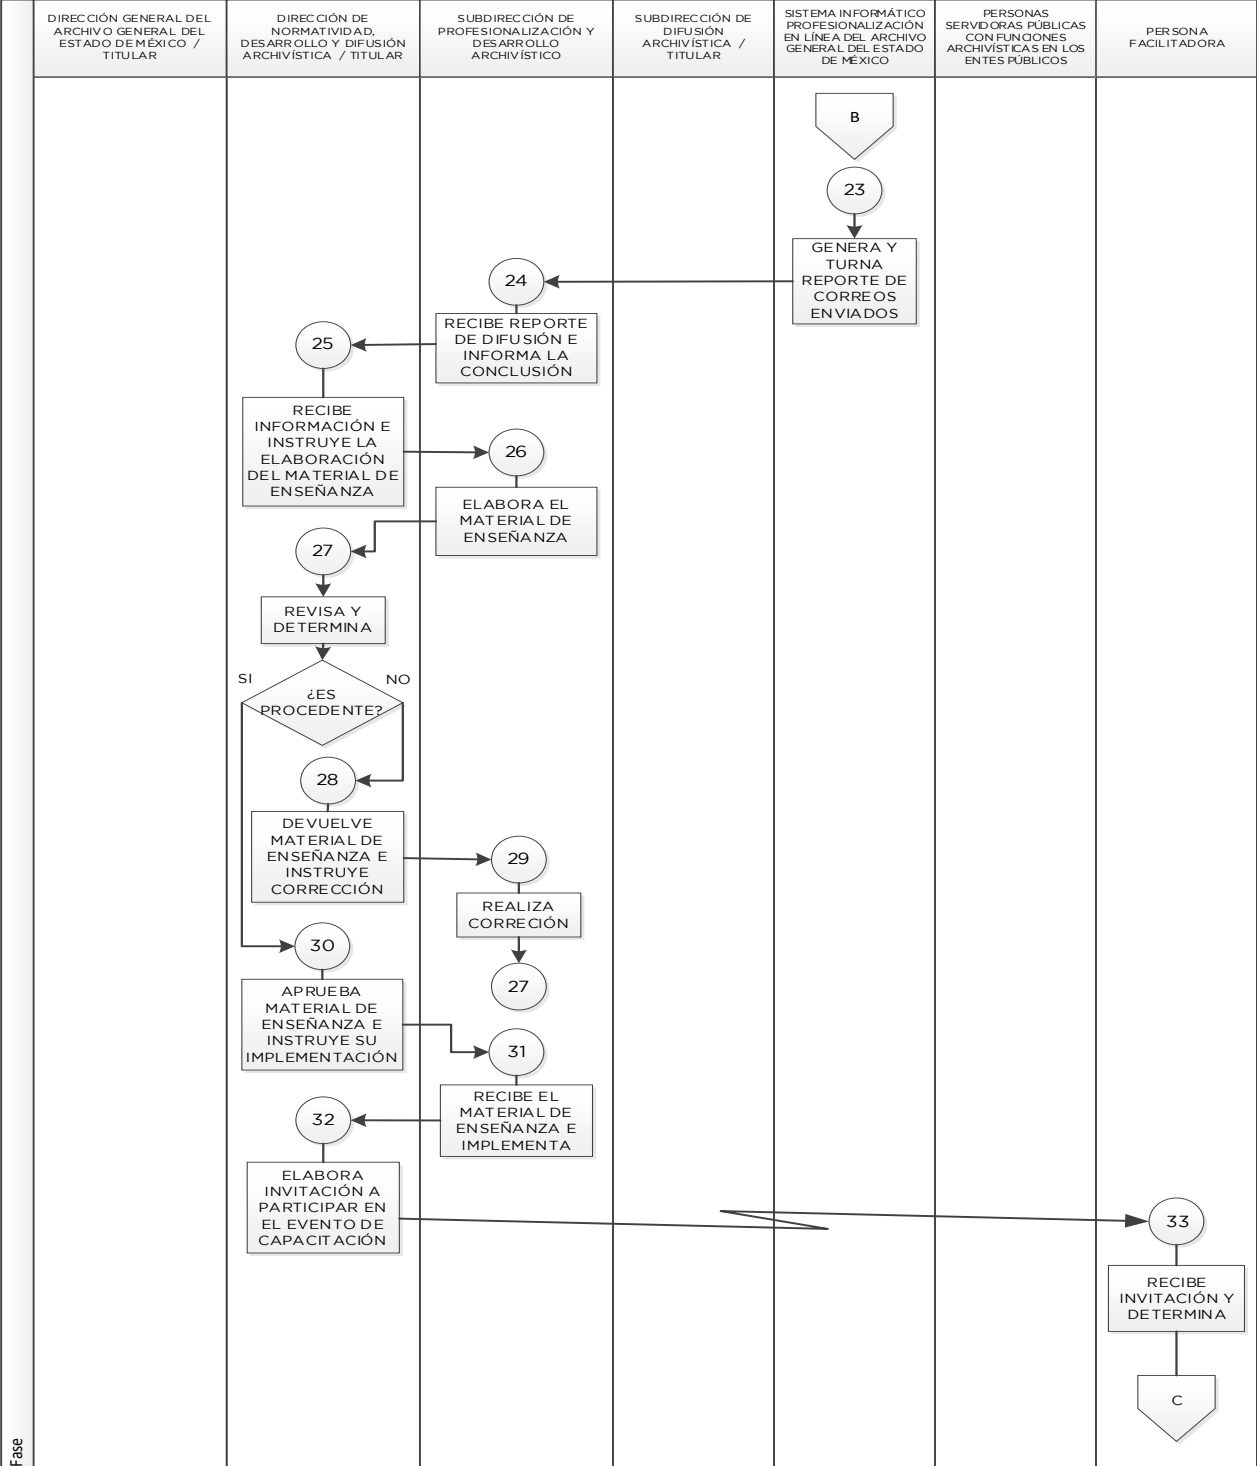 DIRECCIÓN GENERAL DEL
ARCHIVO GENERAL DEL
ESTADO DE MÉXICO /
TITULAR
DIRECCIÓN DE
NORMATIVIDAD,
DESARROLLO Y DIFUSIÓN
ARCHIVÍSTICA / TITULAR
SUBDIRECCIÓN DE
PROFESIONALIZACIÓN Y
DESARROLLO
ARCHIVÍSTICO
SUBDIRECCIÓN DE
DIFUSIÓN
ARCHIVÍSTICA /
TITULAR
SISTEMA INFORMÁTICO
PROFESIONALIZACIÓN
EN LÍNEA DEL ARCHIVO
GENERAL DEL ESTADO
DE MÉXICO
PERSONAS
SERVIDORAS PÚBLICAS
CON FUNCIONES
ARCHIVÍSTICAS EN LOS
ENTES PÚBLICOS
PERSONA
FACILITADORA
B
23
GENERA Y
TURNA
REPORTE DE
CORREOS
ENVIADOS
24
RECIBE REPORTE
DE DIFUSIÓN E
INFORMA LA
CONCLUSIÓN
25
RECIBE
INFORMACIÓN E
INSTRUYE LA
ELABORACIÓN
DEL MATERIAL DE
ENSEÑANZA
26
ELABORA EL
MATERIAL DE
ENSEÑANZA
27
REVISA Y
DETERMINA
SI
NO
¿ES
PROCEDENTE?
28
DEVUELVE
MATERIAL DE
ENSEÑANZA E
INSTRUYE
CORRECCIÓN
29
REALIZA
CORRECIÓN
27
30
APRUEBA
MATERIAL DE
ENSEÑANZA E
INSTRUYE SU
IMPLEMENTACIÓN
31
RECIBE EL
MATERIAL DE
ENSEÑANZA E
IMPLEMENTA
32
ELABORA
INVITACIÓN A
PARTICIPAR EN
EL EVENTO DE
CAPACITACIÓN
33
RECIBE
INVITACIÓN Y
DETERMINA
C
Fase